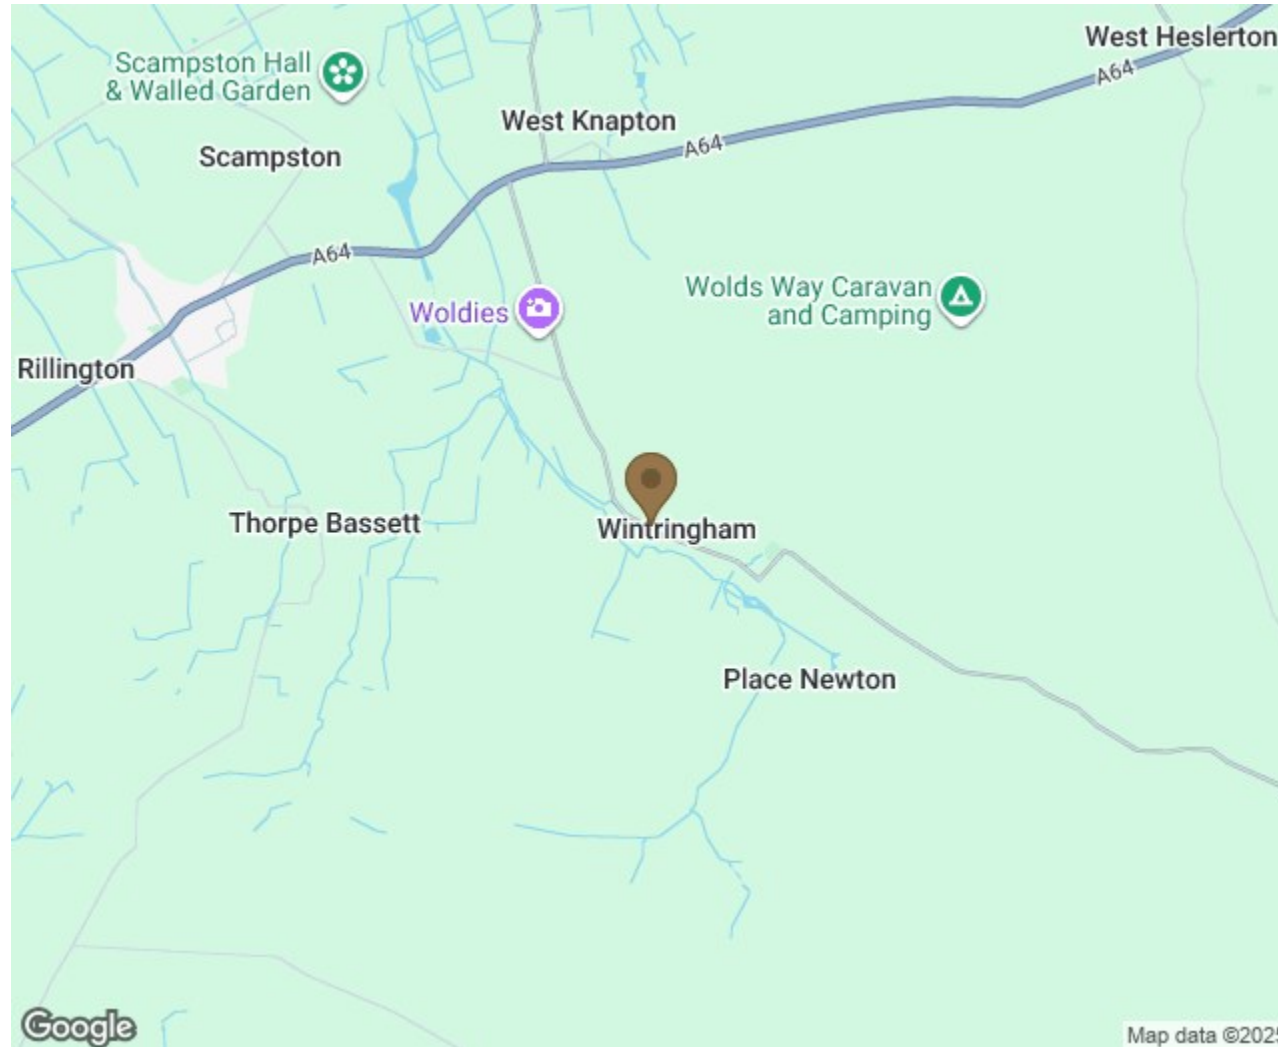 West Heslerton
A64
Scampston Hall
& Walled Garden
West Knapton
A64
Scampston
A64
Wolds Way Caravan
and Camping
Woldies
Rillington
Thorpe Bassett
Wintringham
Place Newton
Google
Map data ©2025